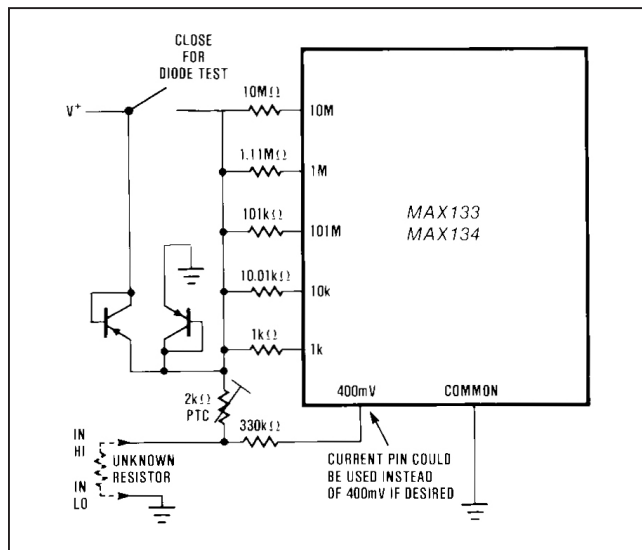 CLOSE
FOR
DIODE TEST
V+
10MΩ
10M
1.11MΩ
1M
101kΩ
101M
10.01kΩ
10k
1kΩ
1k
MAX133
MAX134
400mV
COMMON
2kΩ
PTC
330kΩ
IN
HI
UNKNOWN
RESISTOR
IN
LO
CURRENT PIN COULD
BE USED INSTEAD
OF 400mV IF DESIRED